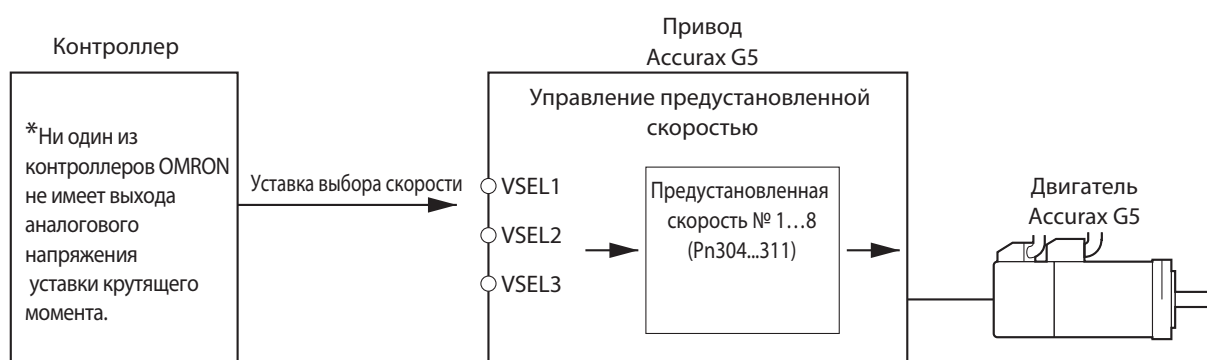 Контроллер
*Ни один из
контроллеров OMRON
не имеет выхода
аналогового
напряжения
уставки крутящего
момента.
Уставка выбора скорости
Привод
Accurax G5
Управление предустановленной
скоростью
VSEL1
VSEL2
VSEL3
Предустановленная
скорость № 1…8
(Pn304...311)
Двигатель
Accurax G5